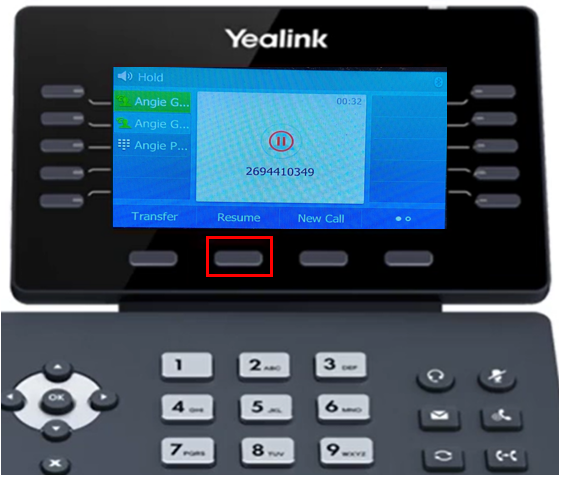 Yealink
Hold
Angie G...
00:32
Angie G...
Angie P...
2694410349
Transfer
Resume
New Call
1
2 ABC
3 DEF
4 GHI
5 JKL
6 MNO
OK
7 PQRS
8 TUV
9 WXYZ